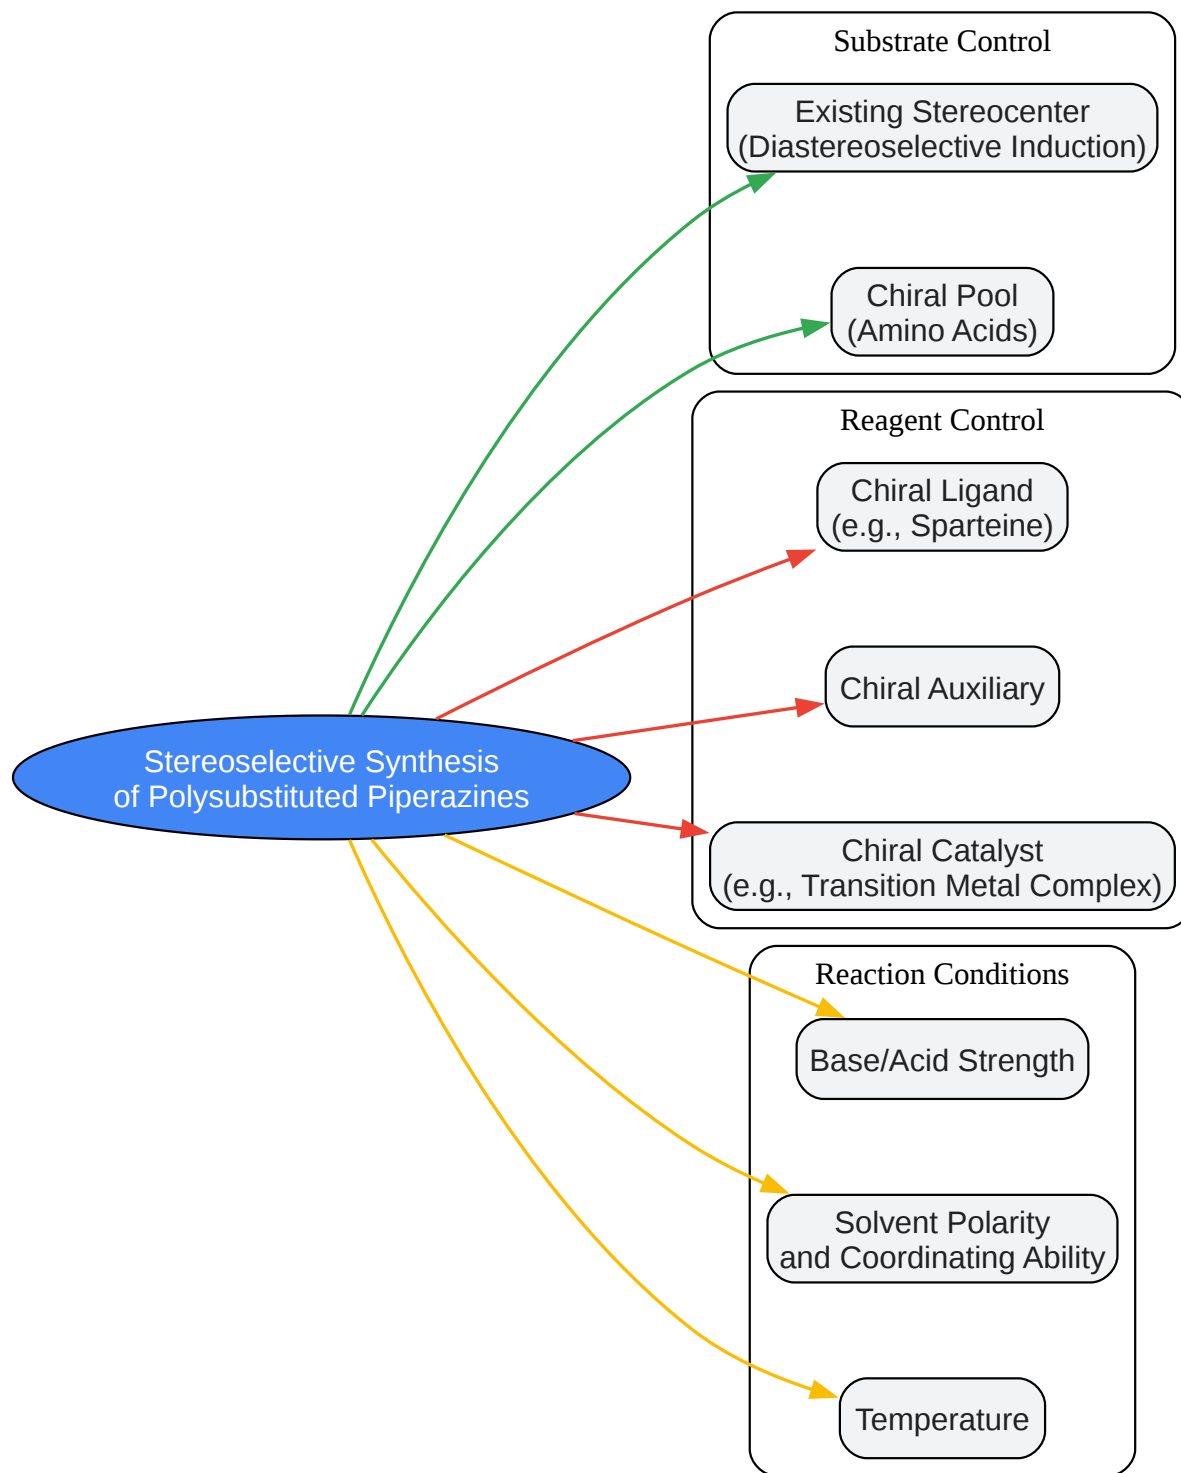 Substrate Control
Existing Stereocenter
(Diastereoselective Induction)
Chiral Pool
(Amino Acids)
Reagent Control
Chiral Ligand
(e.g., Sparteine)
Chiral Auxiliary
Stereoselective Synthesis
of Polysubstituted Piperazines
Chiral Catalyst
(e.g., Transition Metal Complex)
Reaction Conditions
Base/Acid Strength
Solvent Polarity
and Coordinating Ability
Temperature